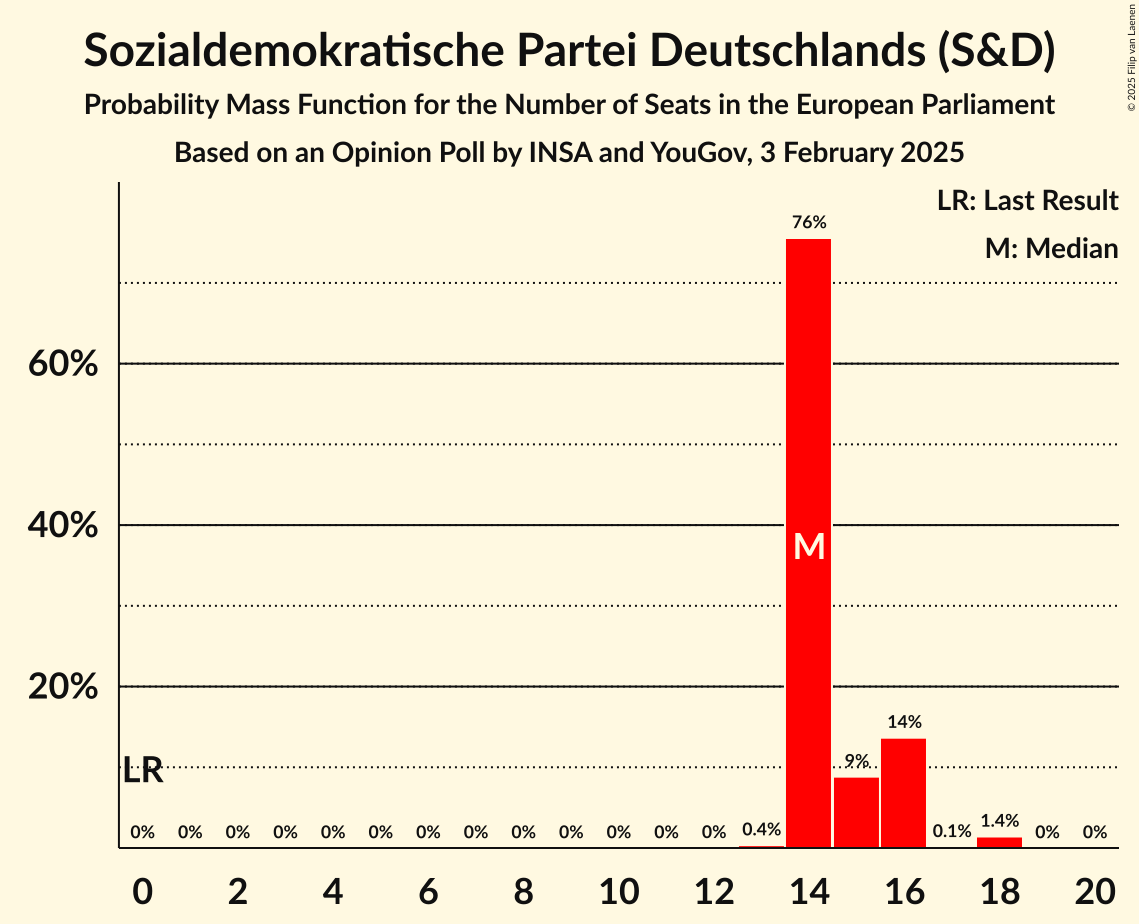 Sozialdemokratische Partei Deutschlands (S&D)
Probability Mass Function for the Number of Seats in the European Parliament
Based on an Opinion Poll by INSA and YouGov, 3 February 2025
© 2025 Filip van Laenen
LR: Last Result
M: Median
76%
60%
40%
M
20%
14%
9%
LR
0% 0% 0% 0% 0% 0% 0% 0% 0% 0% 0% 0% 0% 0.4% 0.1% 1.4% 0% 0%
0 2 4 6 8 10 12 14 16 18 20